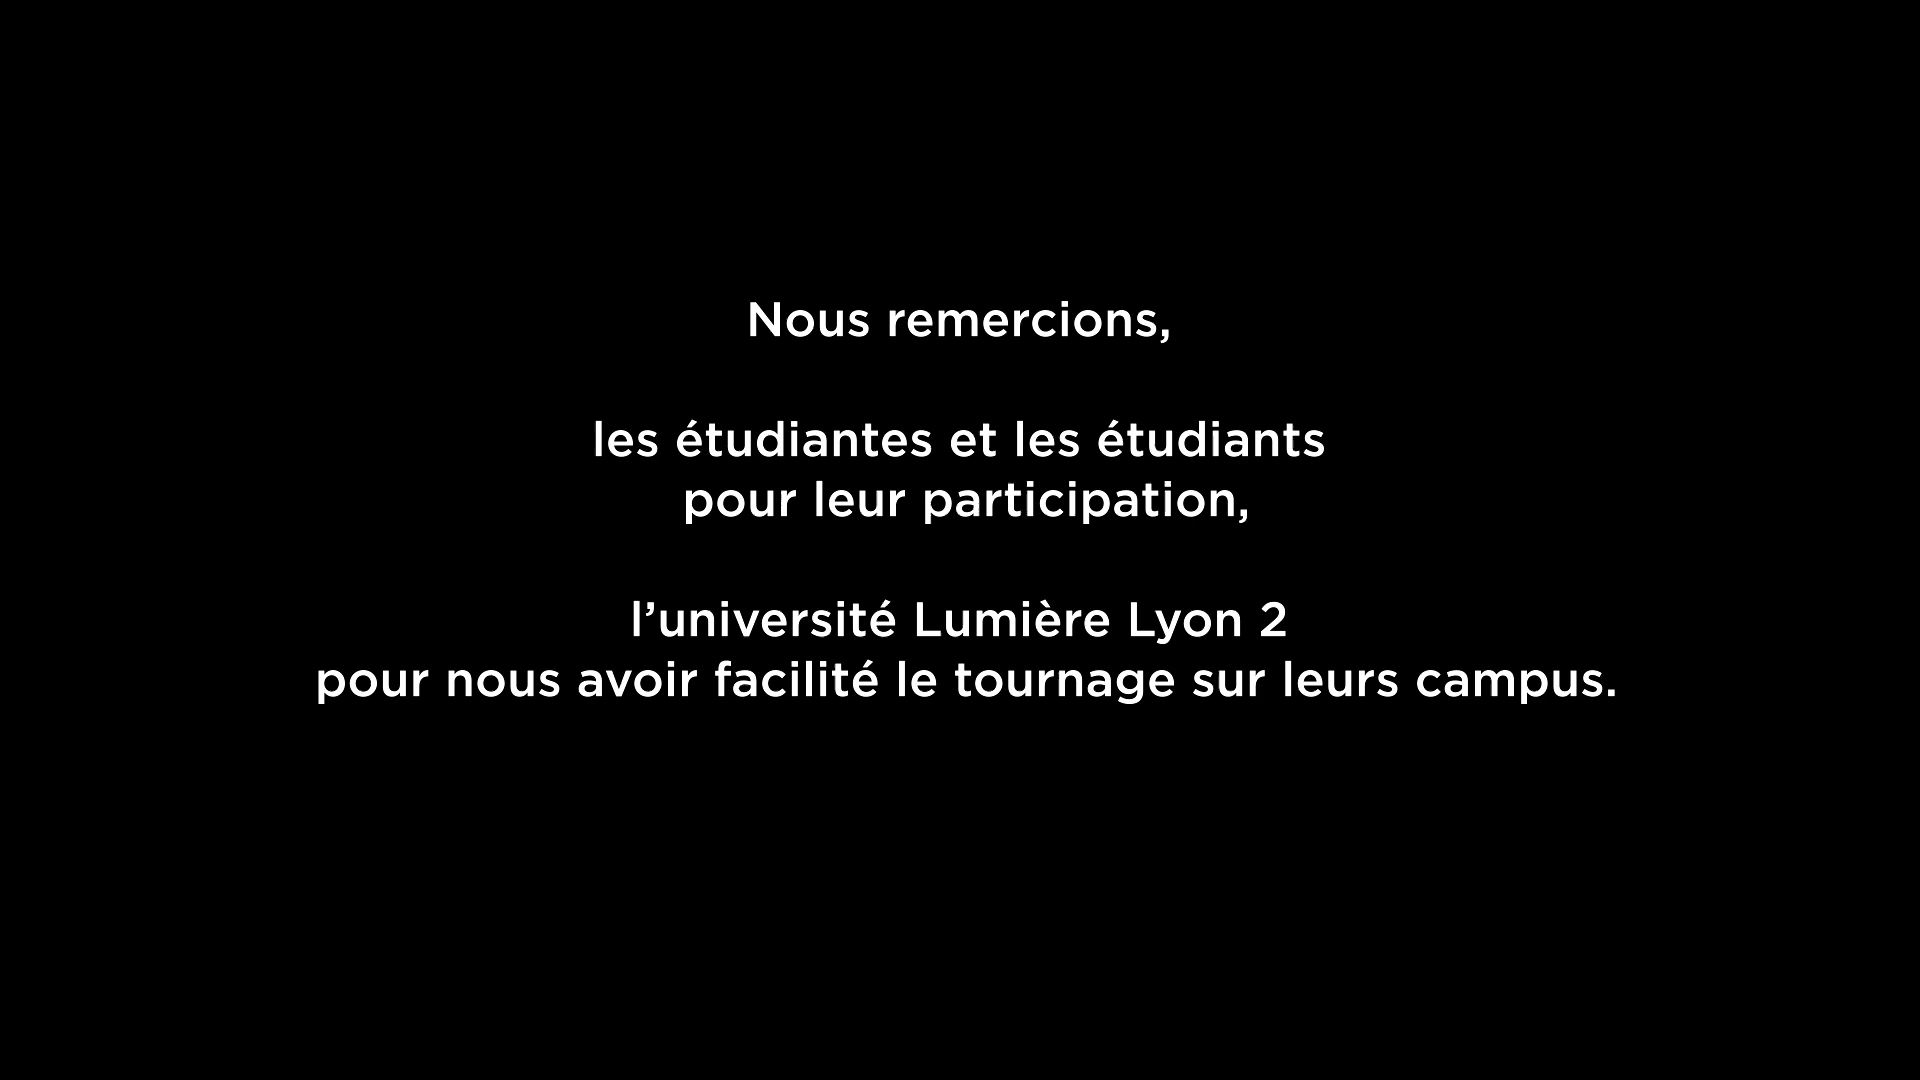 Nous remercions,
les étudiantes et les étudiants
pour leur participation,
l’université Lumière Lyon 2
pour nous avoir facilité le tournage sur leurs campus.